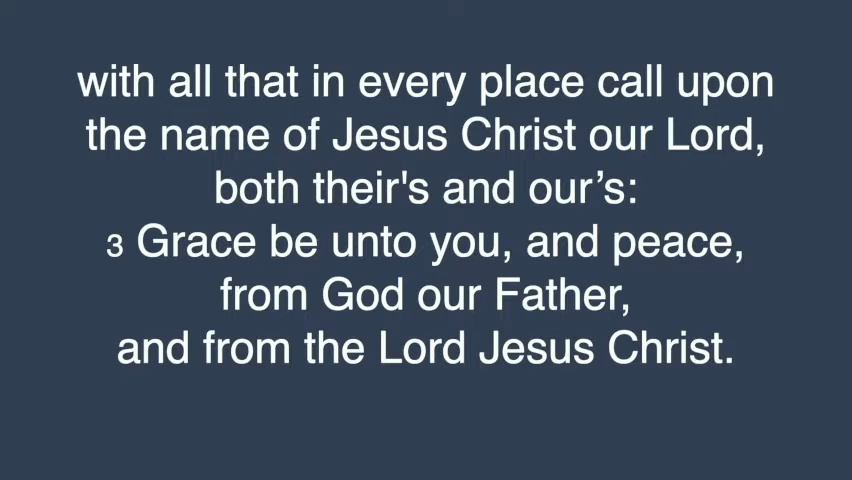 with all that in every place call upon
the name of Jesus Christ our Lord,
both their's and our’s:
3 Grace be unto you, and peace,
from God our Father,
and from the Lord Jesus Christ.